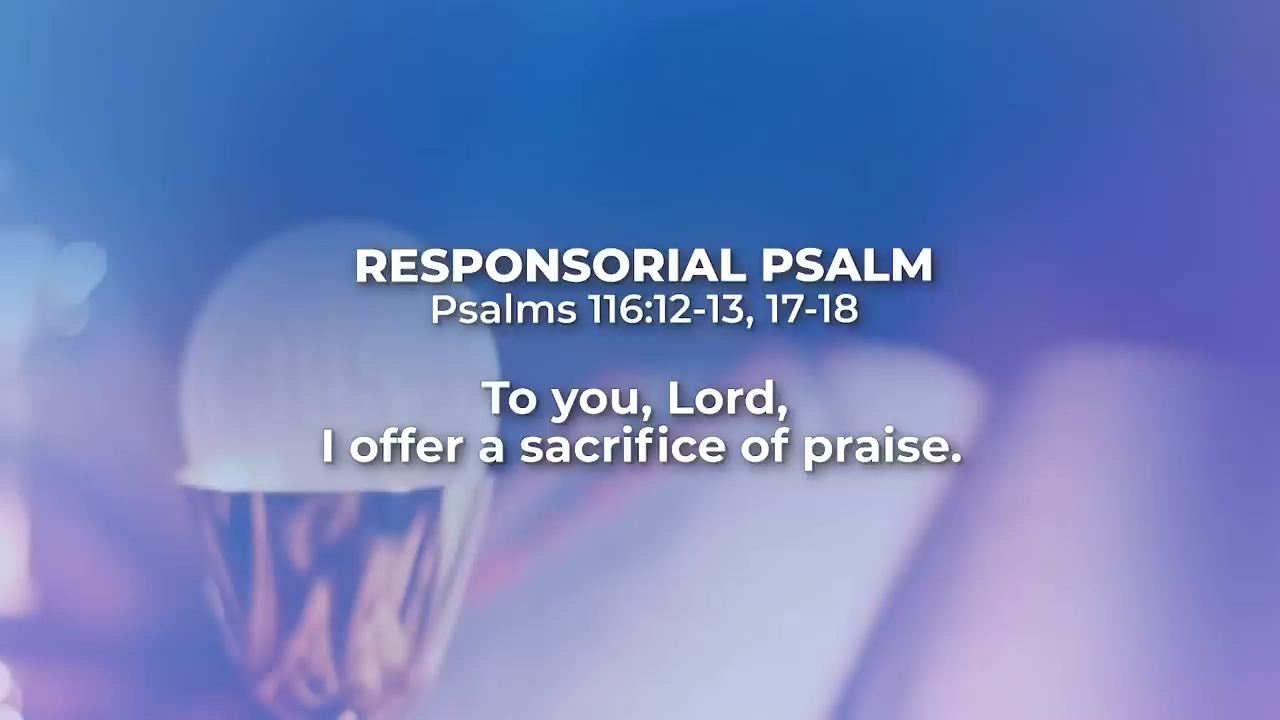 RESPONSORIAL PSALM
Psalms 116:12-13, 17-18
To you, Lord,
I offer a sacrifice of praise.